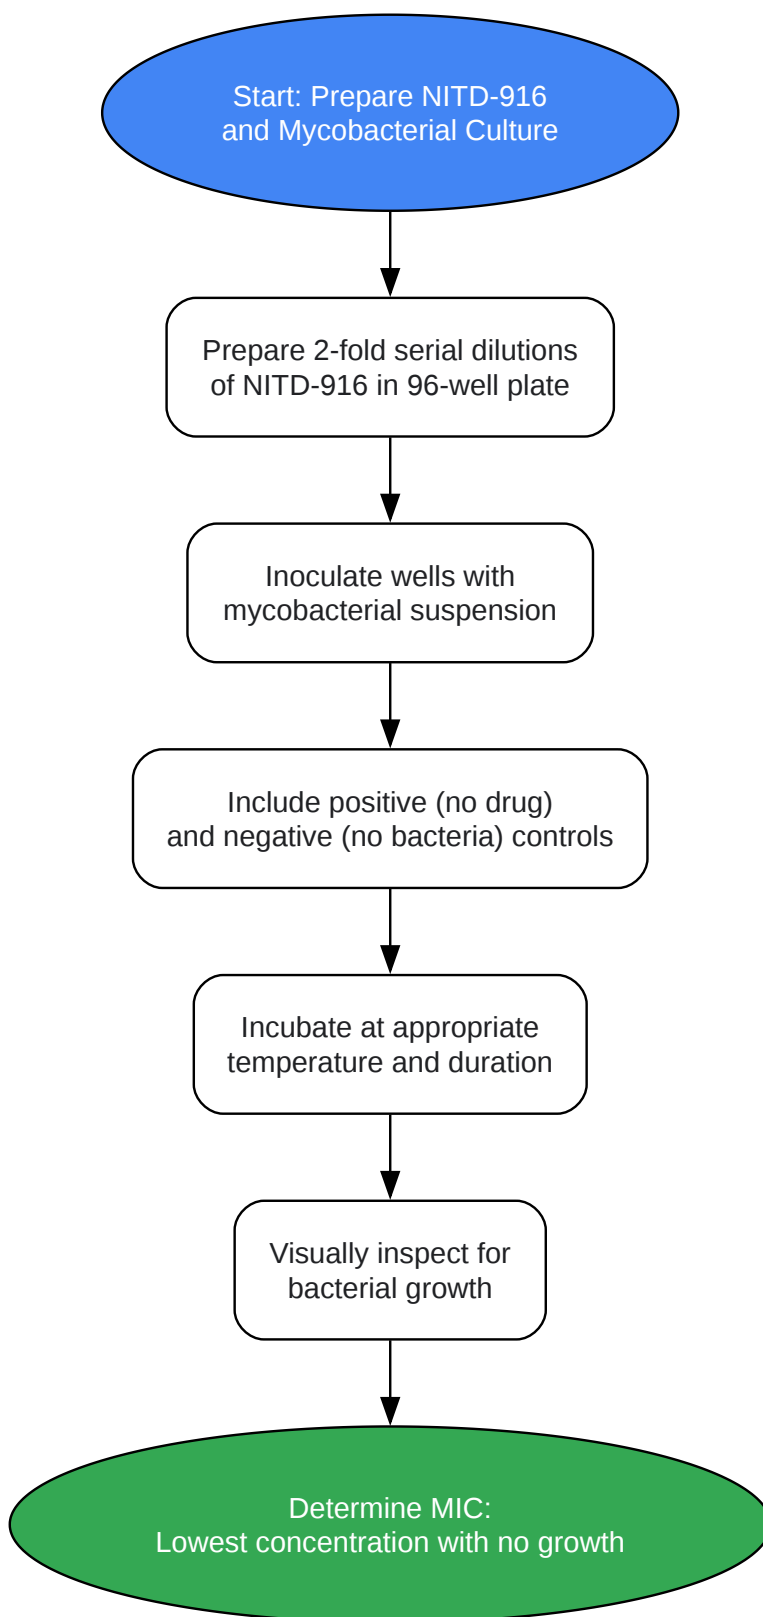 Start: Prepare NITD-916
and Mycobacterial Culture
Prepare 2-fold serial dilutions
of NITD-916 in 96-well plate
Inoculate wells with
mycobacterial suspension
Include positive (no drug)
and negative (no bacteria) controls
Incubate at appropriate
temperature and duration
Visually inspect for
bacterial growth
Determine MIC:
Lowest concentration with no growth